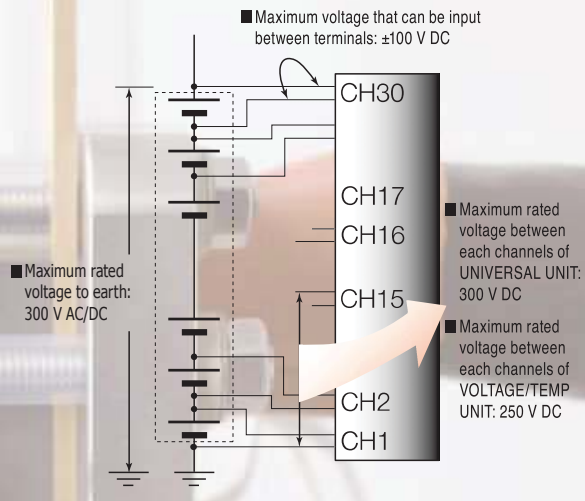 ■ Maximum voltage that can be input
between terminals: ±100 V DC
CH30
CH17
CH16
CH15
CH2
CH1
■ Maximum rated
voltage to earth:
300 V AC/DC
■ Maximum rated
voltage between
each channels of
UNIVERSAL UNIT:
300 V DC
■ Maximum rated
voltage between
each channels of
VOLTAGE/TEMP
UNIT: 250 V DC